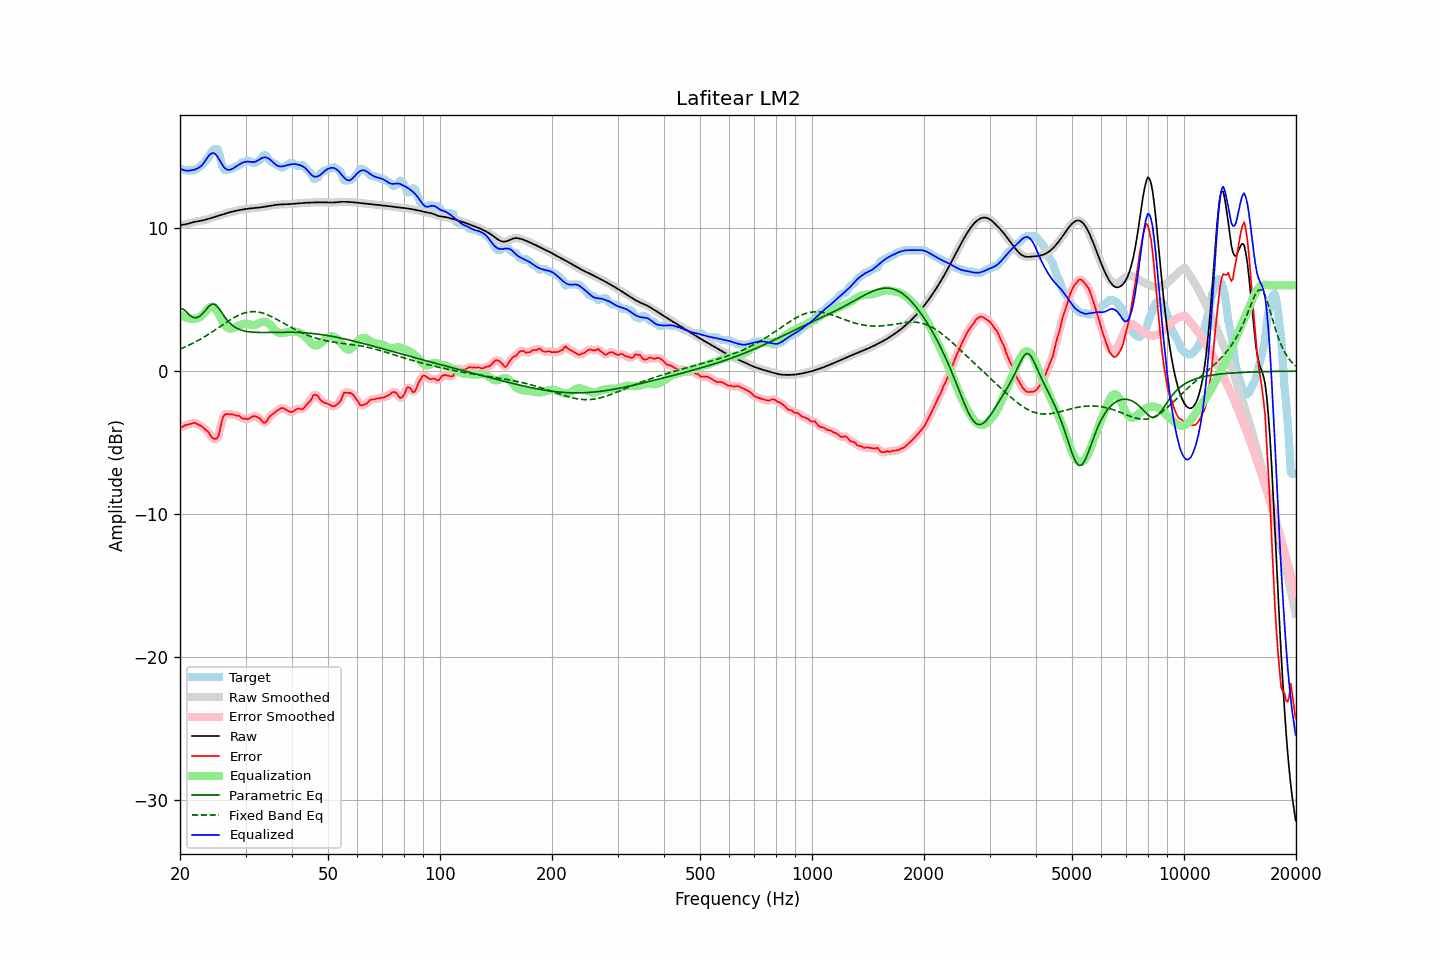 Lafitear LM2
Amplitude (dBr)
10
0
−10
−20
−30
Target
Raw Smoothed
Error Smoothed
Raw
Error
Equalization
Parametric Eq
Fixed Band Eq
Equalized
20 50 100 200 500 1000 2000 5000 10000 20000
Frequency (Hz)